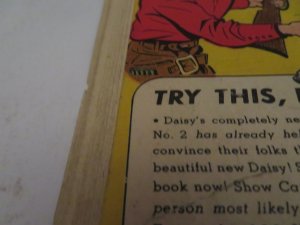 TRY THIS,
• Daisy's completely ne
No. 2 has already hel
convince their folks t
beautiful new Daisy! S
book now! Show Ca
person most likely